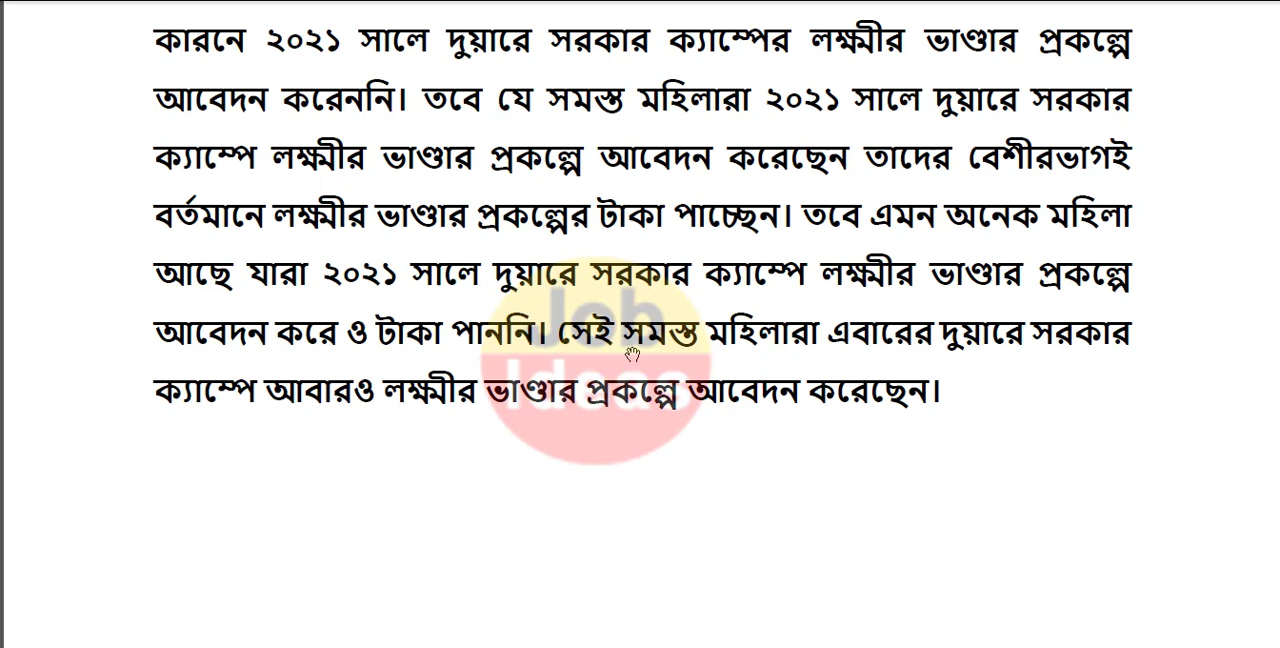 কারনে ২০২১ সালে দুয়ারে সরকার ক্যাম্পের লক্ষ্মীর ভাণ্ডার প্রকল্পে
আবেদন করেননি। তবে যে সমস্ত মহিলারা ২০২১ সালে দুয়ারে সরকার
ক্যাম্পে লক্ষ্মীর ভাণ্ডার প্রকল্পে আবেদন করেছেন তাদের বেশীরভাগই
বর্তমানে লক্ষ্মীর ভাণ্ডার প্রকল্পের টাকা পাচ্ছেন। তবে এমন অনেক মহিলা
আছে যারা ২০২১ সালে দুয়ারে সরকার ক্যাম্পে লক্ষ্মীর ভাণ্ডার প্রকল্পে
আবেদন করে ও টাকা পাননি। সেই সমস্ত মহিলারা এবারের দুয়ারে সরকার
ক্যাম্পে আবারও লক্ষ্মীর ভাণ্ডার প্রকল্পে আবেদন করেছেন।
Job
Ideas